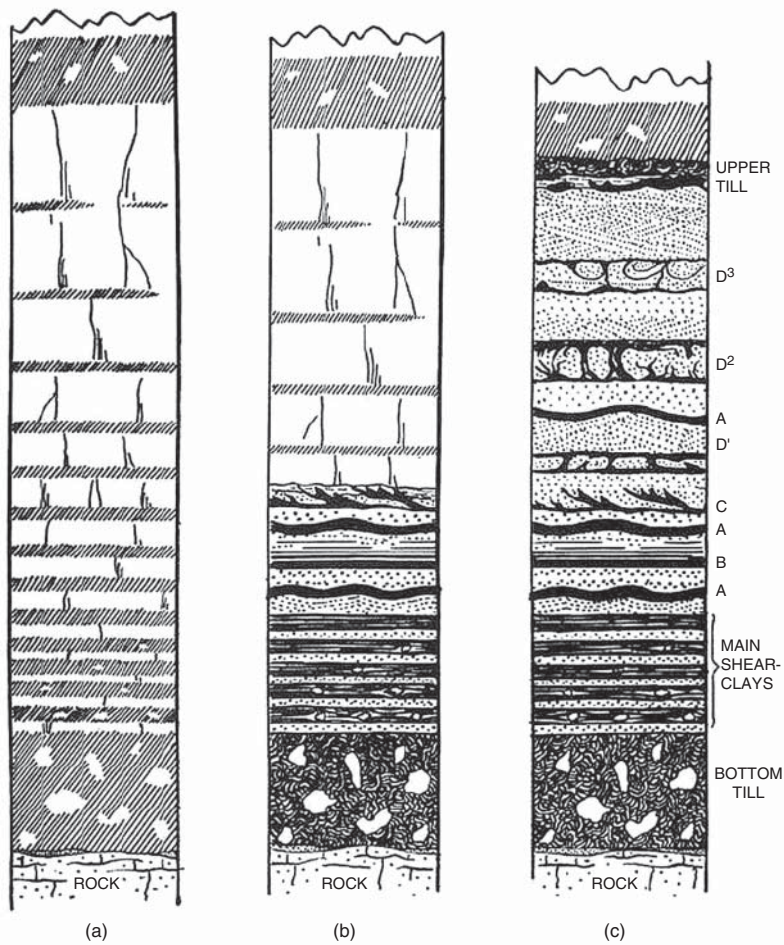 UPPER
TILL
D³
D²
A
D'
C
A
B
A
MAIN
SHEAR-
CLAYS
BOTTOM
TILL
ROCK
ROCK
ROCK
(a)
(b)
(c)